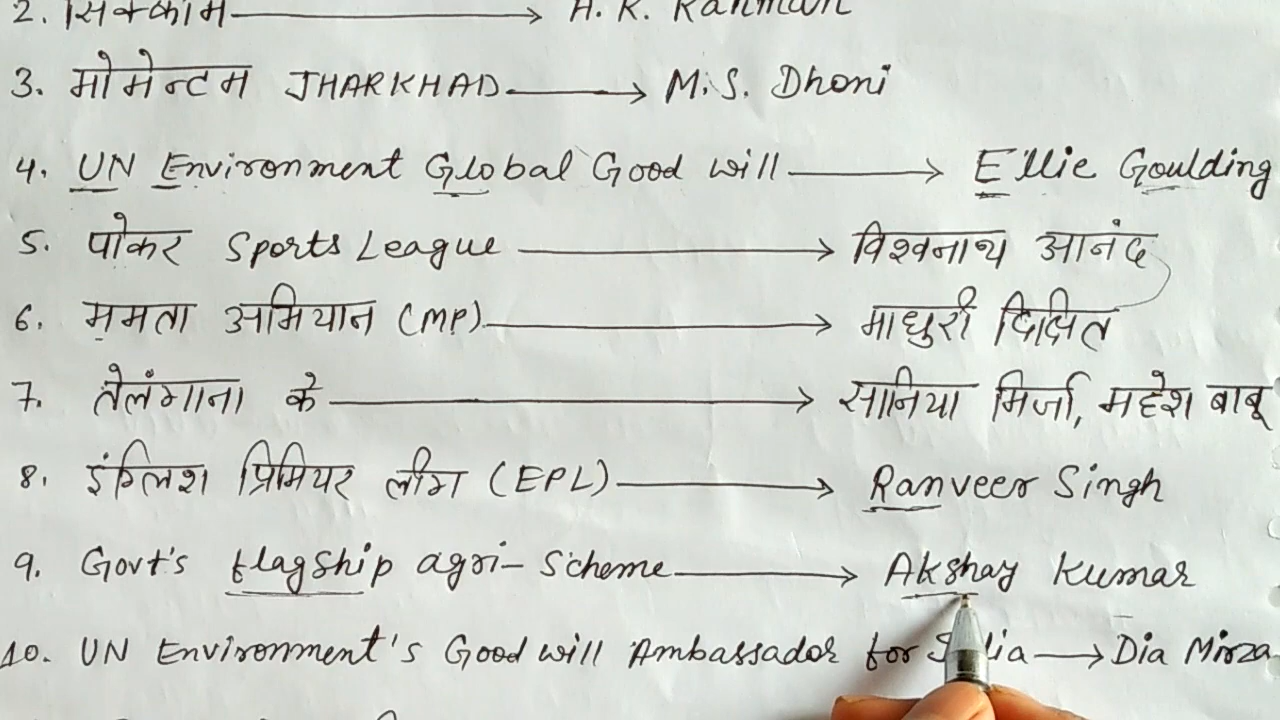 2. सिक्किम → A. R. Rahman
3. मोमेन्टम JHARKHAD → M.S. Dhoni
4. UN Environment Global Good will → Ellie Goulding
5. पोकर Sports League → विश्वनाथ आनंद
6. ममता अभियान (MP) → माधुरी दिक्षित
7. तेलंगाना के → सानिया मिर्जा, महेश बाबू
8. इंग्लिश प्रिमियर लीग (EPL) → Ranveer Singh
9. Govt's flagship agri-Scheme → Akshay Kumar
10. UN Environment's Good will Ambassador for → Dia Mirza